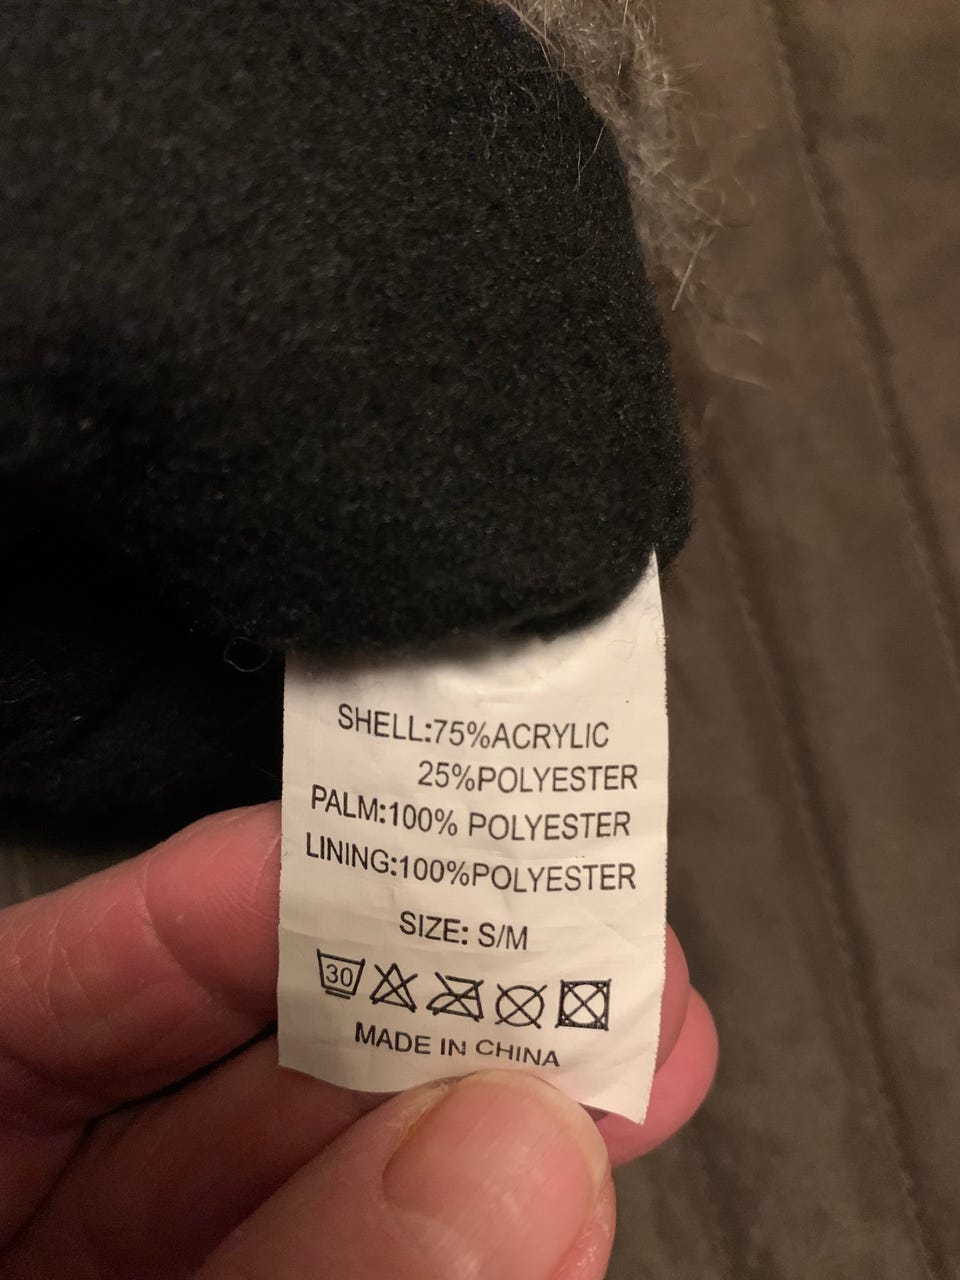 SHELL:75%ACRYLIC
25%POLYESTER
PALM:100% POLYESTER
LINING:100%POLYESTER
SIZE: S/M
30
MADE IN CHINA